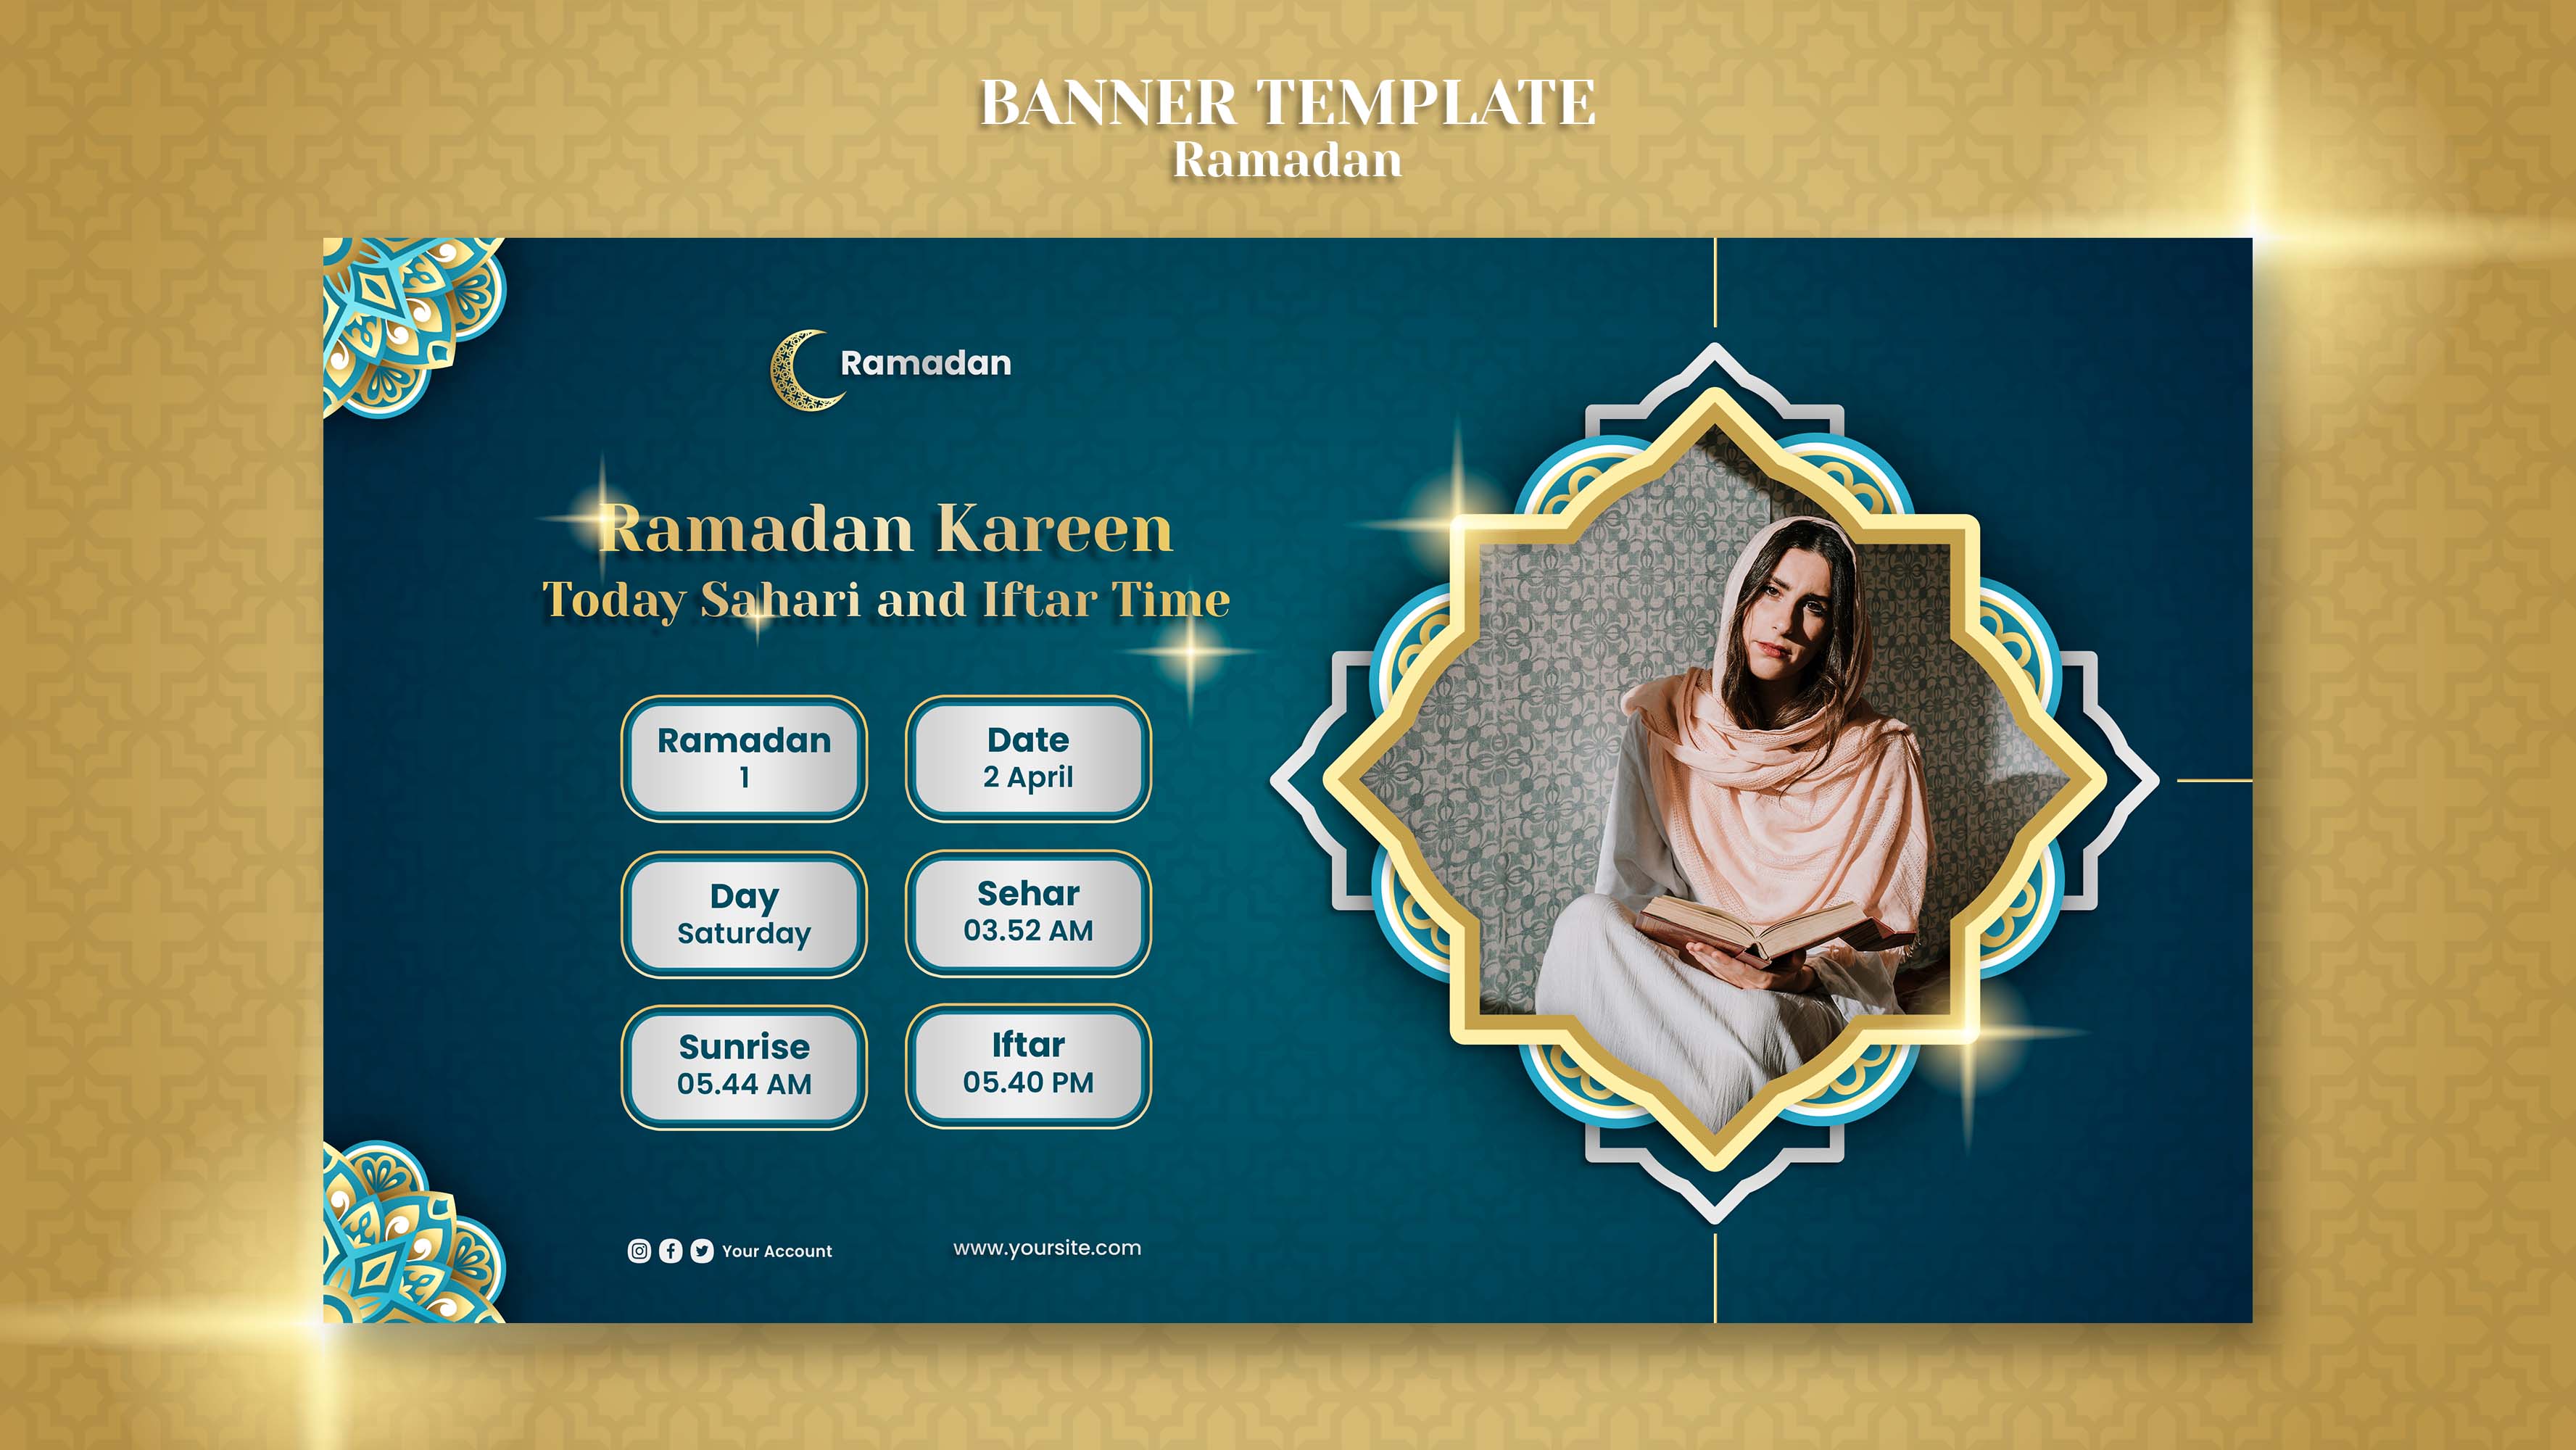 BANNER TEMPLATE
Ramadan
Ramadan
Ramadan Kareen
Today Sahari and Iftar Time
Ramadan
1
Date
2 April
Day
Saturday
Sehar
03.52 AM
Sunrise
05.44 AM
Iftar
05.40 PM
Your Account
www.yoursite.com